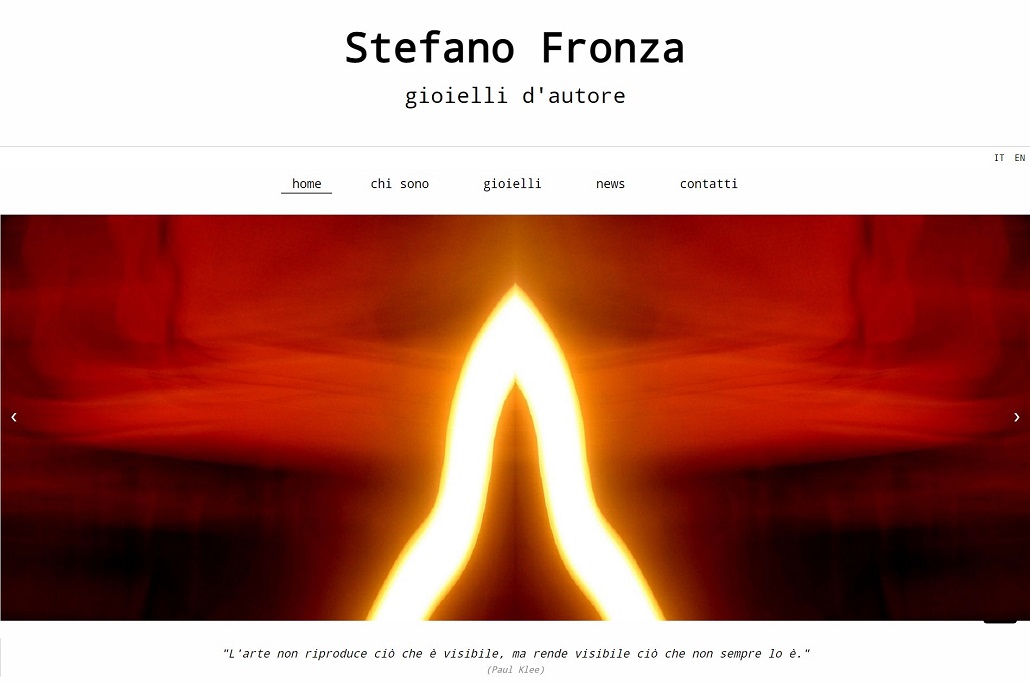 Stefano Fronza
gioielli d'autore
IT EN
home chi sono gioielli news contatti
"L'arte non riproduce ciò che è visibile, ma rende visibile ciò che non sempre lo è."
(Paul Klee)